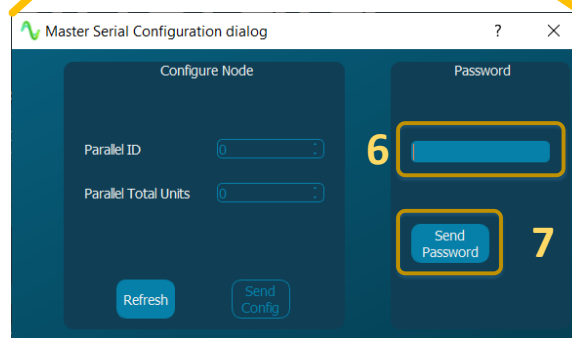 Master Serial Configuration dialog
?
Configure Node
Parallel ID
0
Parallel Total Units
0
Refresh
Send
Config
Password
6
Send
Password
7